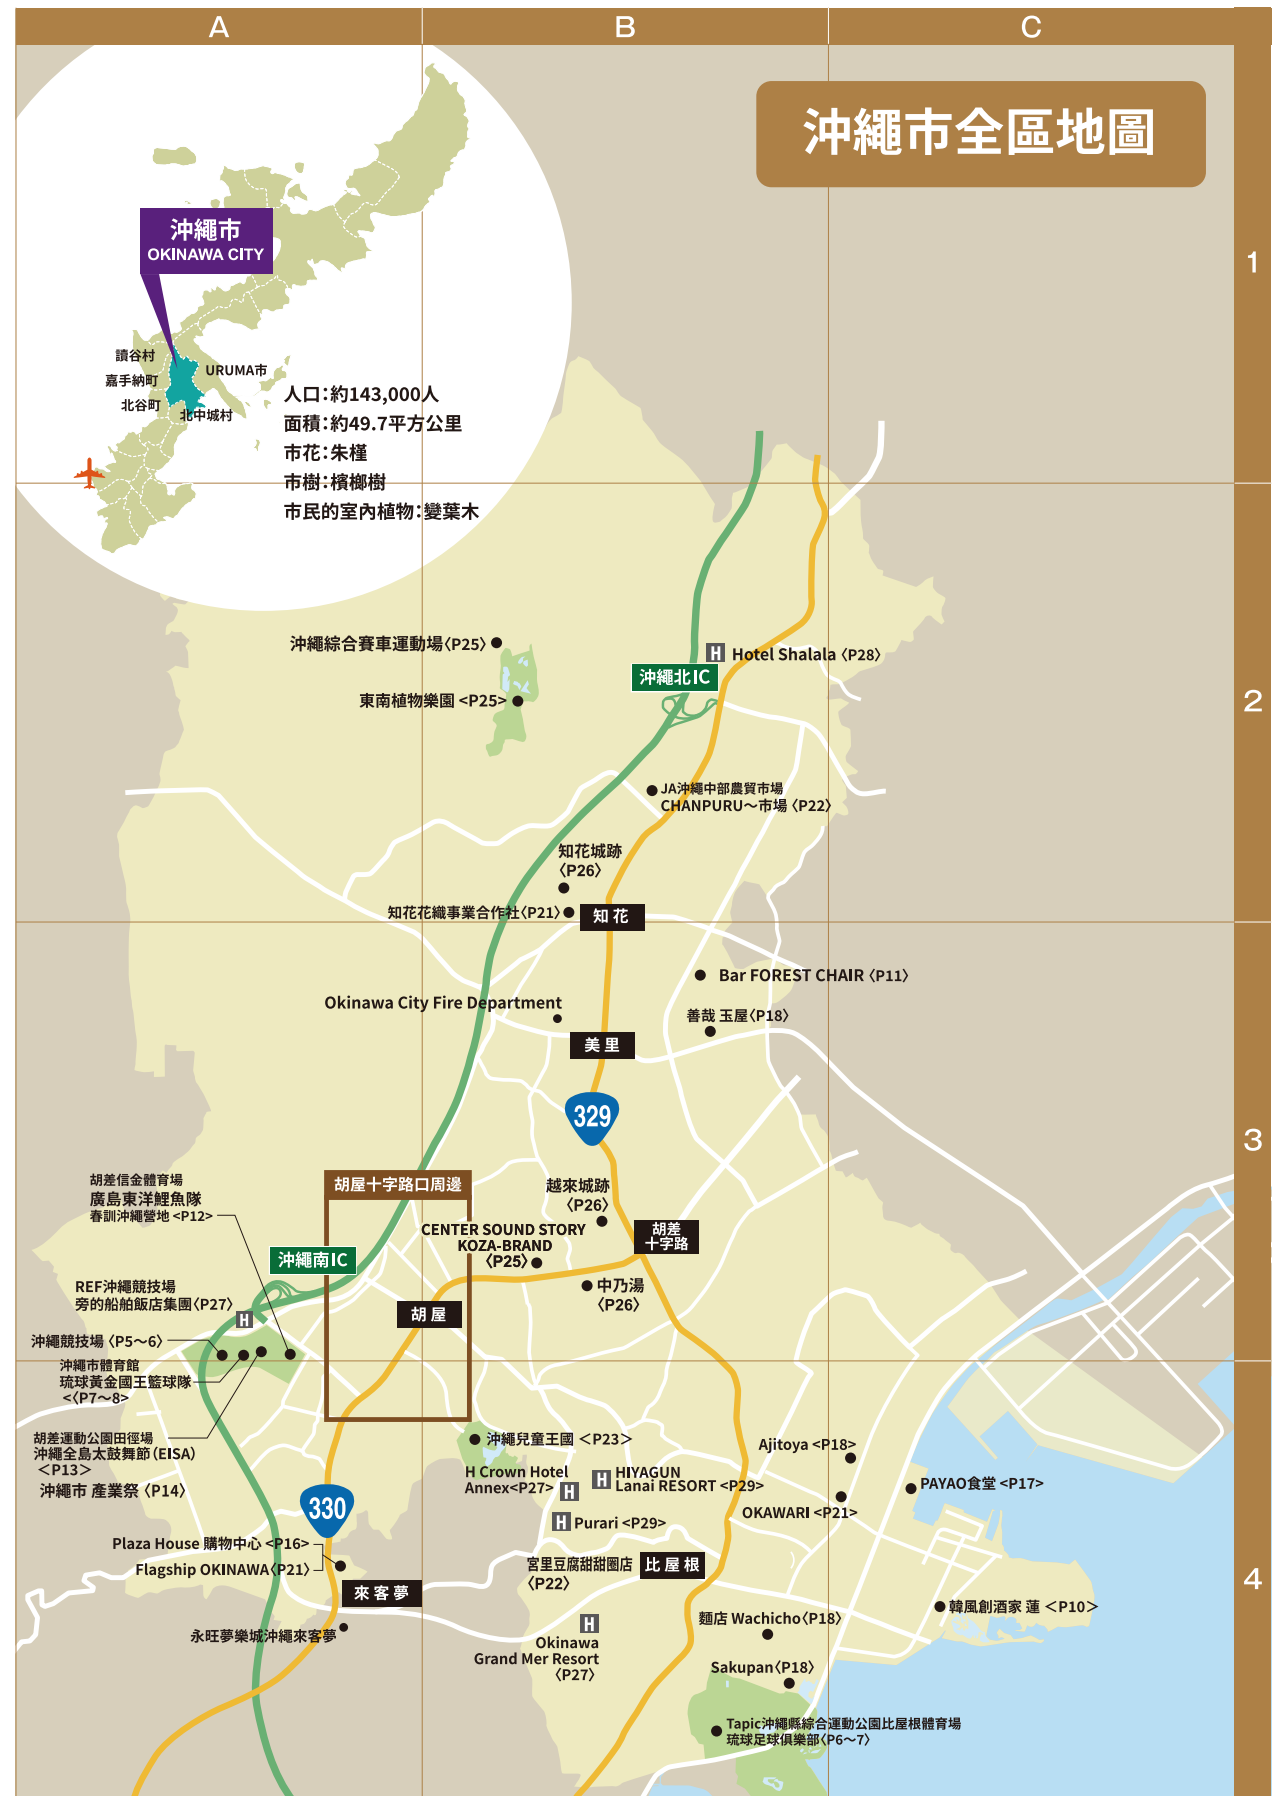 A
B
C
沖繩市全區地圖
1
沖繩市
OKINAWA CITY
讀谷村
URUMA市
嘉手納町
北谷町
北中城村
人口：約143,000人
面積：約49.7平方公里
市花：朱槿
市樹：檳榔樹
市民的室內植物：變葉木
沖繩綜合賽車運動場〈P25〉
Hotel Shalala〈P28〉
沖繩北IC
東南植物樂園 <P25>
2
JA沖繩中部農貿市場
CHANPURU～市場〈P22〉
知花城跡
〈P26〉
知花花織事業合作社〈P21〉
知花
Bar FOREST CHAIR〈P11〉
Okinawa City Fire Department
善哉 玉屋〈P18〉
美里
329
3
胡差信金體育場
廣島東洋鯉魚隊
春訓沖繩營地 <P12>
胡屋十字路口周邊
越來城跡
〈P26〉
CENTER SOUND STORY
KOZA-BRAND
〈P25〉
胡差
十字路
沖繩南IC
REF沖繩競技場
旁的船舶飯店集團〈P27〉
H
中乃湯
〈P26〉
胡屋
沖繩競技場〈P5～6〉
沖繩市體育館
琉球黃金國王籃球隊
<〈P7～8>
胡差運動公園田徑場
沖繩全島太鼓舞節（EISA）
＜P13＞
沖繩市 產業祭〈P14〉
沖繩兒童王國 ＜P23＞
H Crown Hotel
Annex<P27>
H
H
HIYAGUN
Lanai RESORT <P29>
H
Purari <P29>
Ajitoya <P18>
OKAWARI <P21>
PAYAO食堂 <P17>
330
Plaza House 購物中心 <P16>
Flagship OKINAWA〈P21〉
來客夢
永旺夢樂城沖繩來客夢
宮里豆腐甜甜圈店
〈P22〉
比屋根
4
H
Okinawa
Grand Mer Resort
〈P27〉
麵店 Wachicho〈P18〉
韓風創酒家 蓮 ＜P10＞
Sakupan〈P18〉
Tapic沖繩縣綜合運動公園比屋根體育場
琉球足球俱樂部〈P6～7〉
H